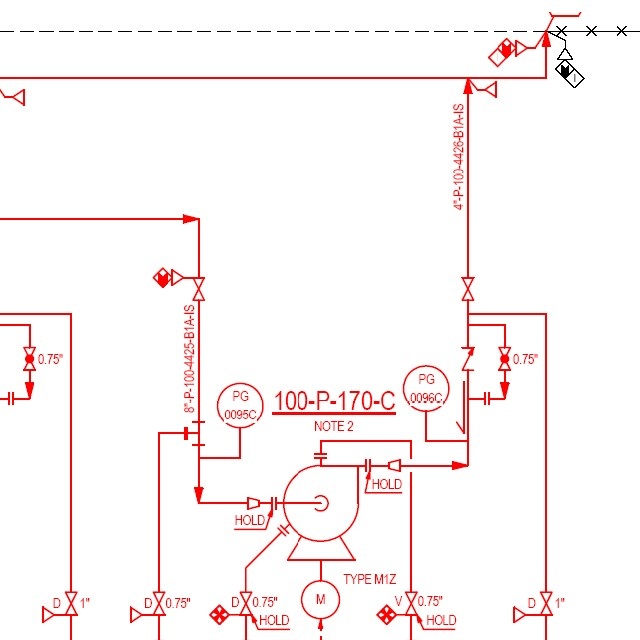 4"-P-100-4426-B1A-IS
8"-P-100-4425-B1A-IS
0.75"
0.75"
PG
0095C
100-P-170-C
NOTE 2
PG
0096C
HOLD
HOLD
TYPE M1Z
M
D 1"
D 0.75"
D 0.75"
HOLD
V 0.75"
HOLD
D 1"